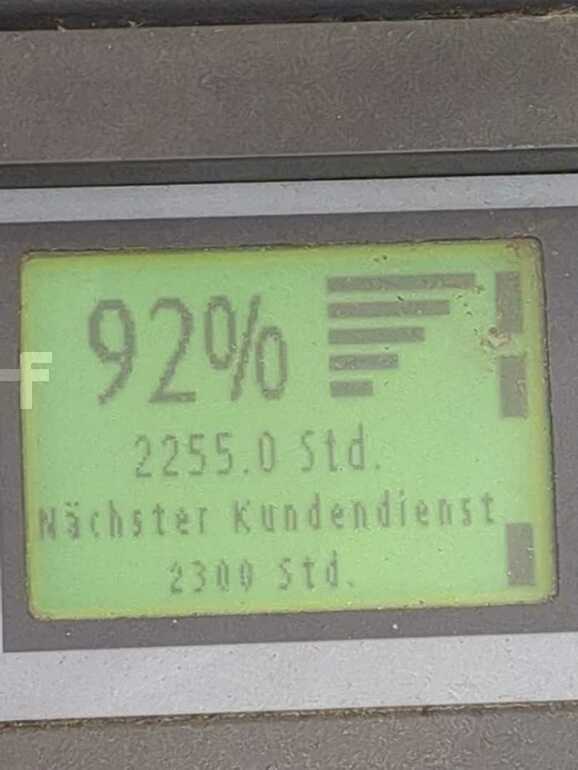 92%
2255.0 Std.
Nächster Kundendienst
2300 Std.
F